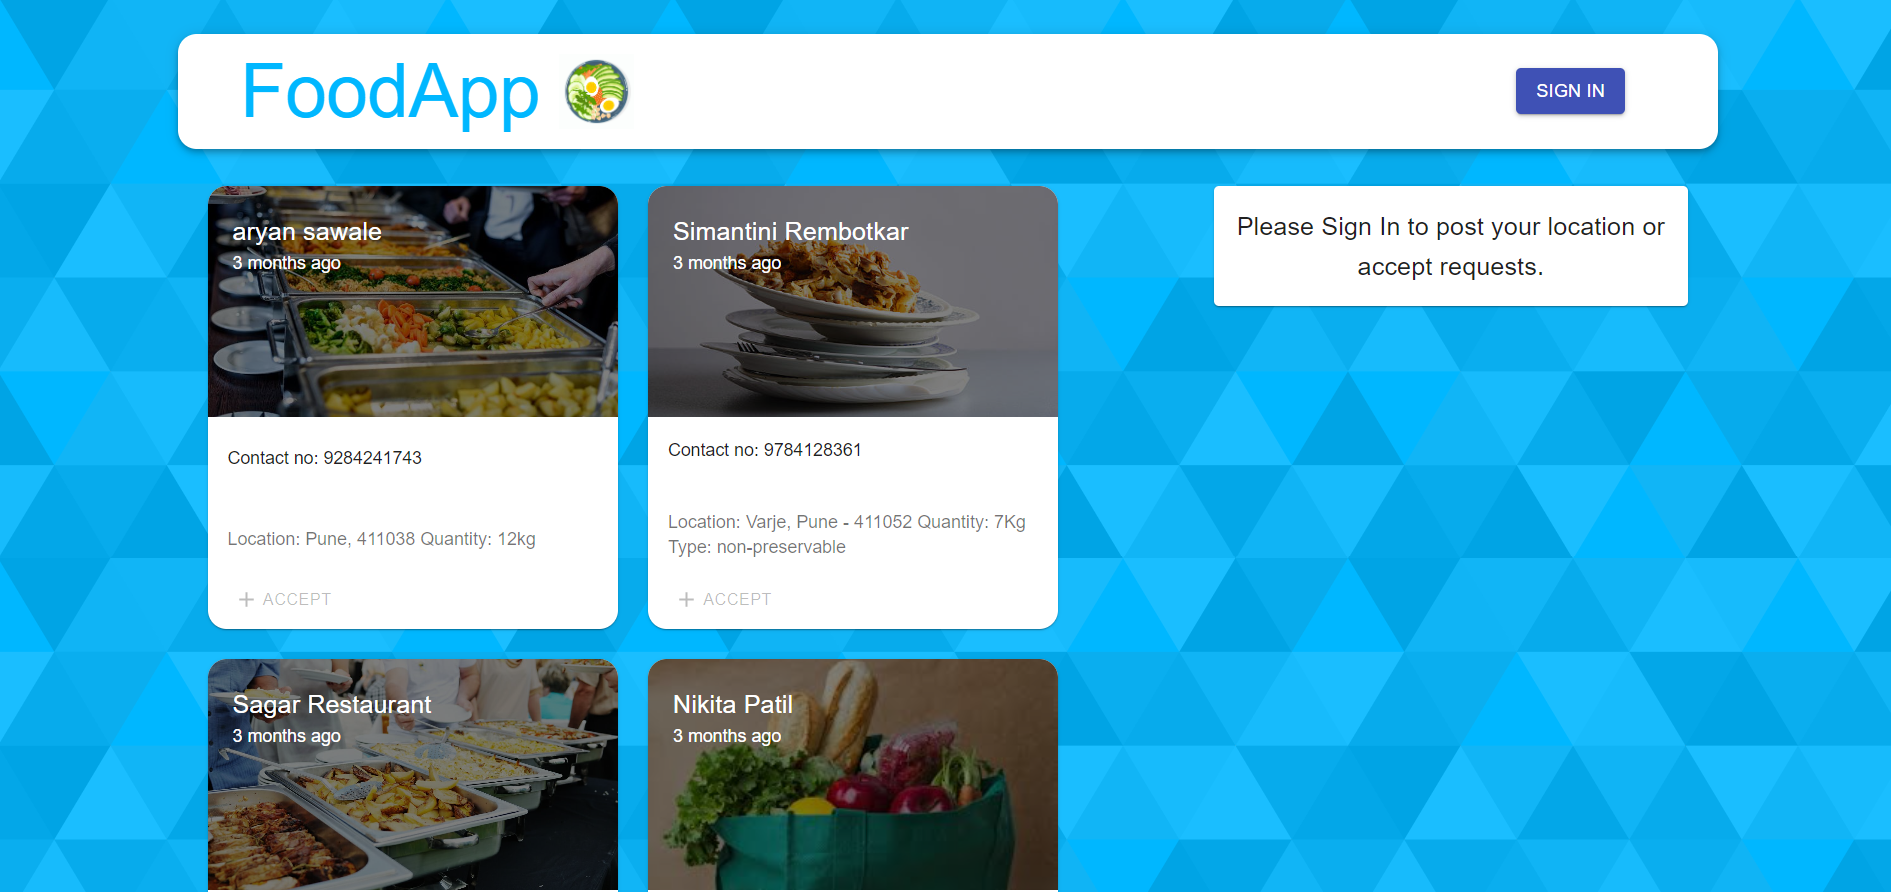 FoodApp
SIGN IN
aryan sawale
3 months ago
Contact no: 9284241743
Location: Pune, 411038 Quantity: 12kg
ACCEPT
Simantini Rembotkar
3 months ago
Contact no: 9784128361
Location: Varje, Pune - 411052 Quantity: 7Kg
Type: non-preservable
ACCEPT
Please Sign In to post your location or
accept requests.
Sagar Restaurant
3 months ago
Nikita Patil
3 months ago